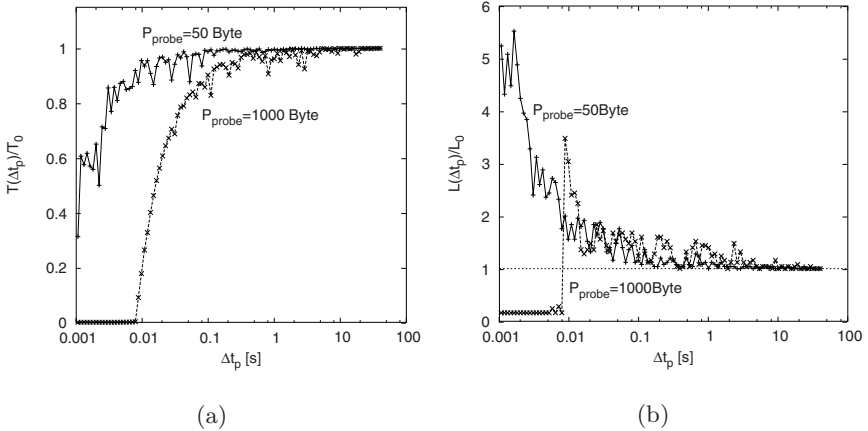 P_probe=50 Byte
P_probe=1000 Byte
T(Δt_p)/T_0
1
0.8
0.6
0.4
0.2
0
0.001 0.01 0.1 1 10 100
Δt_p [s]
(a)
P_probe=50Byte
P_probe=1000Byte
L(Δt_p)/L_0
6
5
4
3
2
1
0
0.001 0.01 0.1 1 10 100
Δt_p [s]
(b)